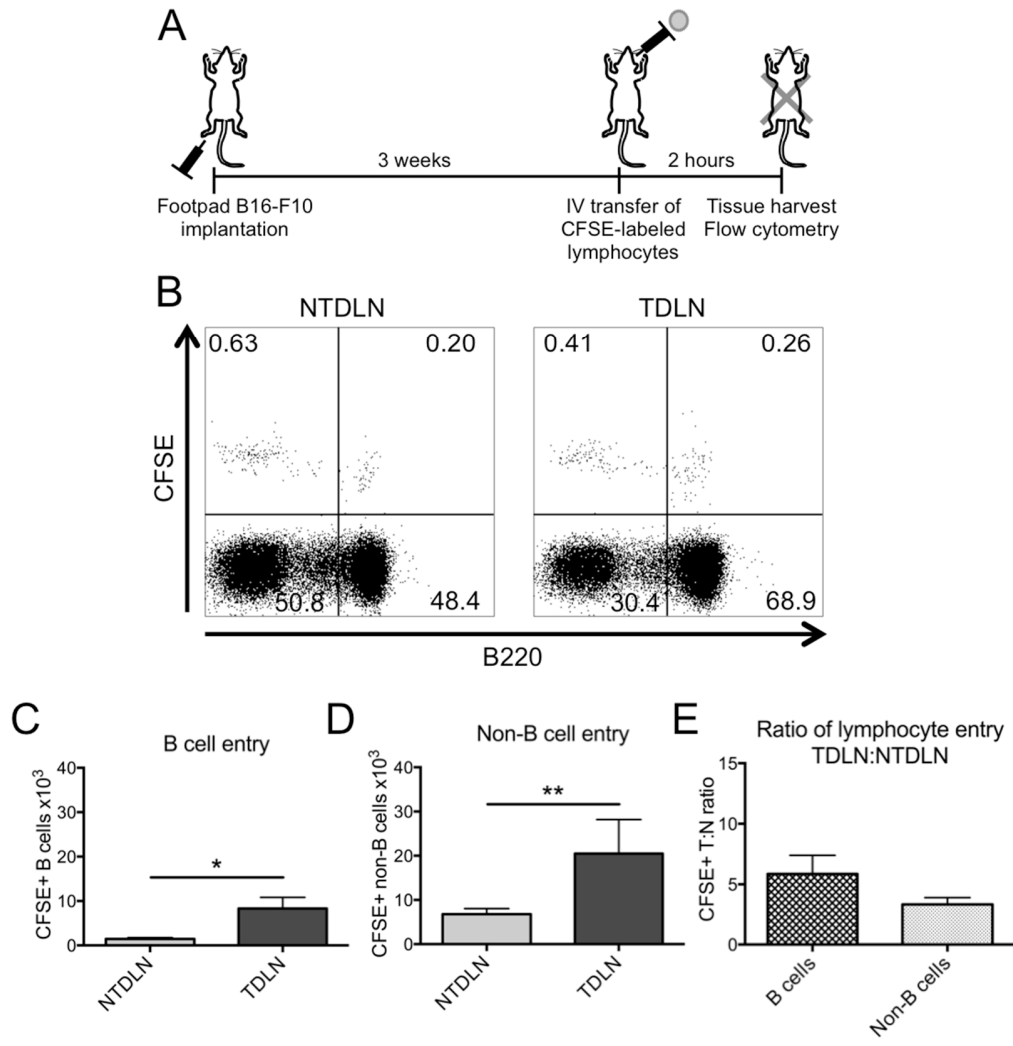 A
3 weeks
2 hours
Footpad B16-F10
implantation
IV transfer of
CFSE-labeled
lymphocytes
Tissue harvest
Flow cytometry
B
NTDLN
TDLN
0.63
0.20
0.41
0.26
CFSE
50.8
48.4
30.4
68.9
B220
C
B cell entry
CFSE+ B cells x10³
40
30
20
10
0
*
NTDLN
TDLN
D
Non-B cell entry
CFSE+ non-B cells x10³
40
30
20
10
0
**
NTDLN
TDLN
E
Ratio of lymphocyte entry
TDLN:NTDLN
CFSE+ T:N ratio
15
10
5
0
B cells
Non-B cells